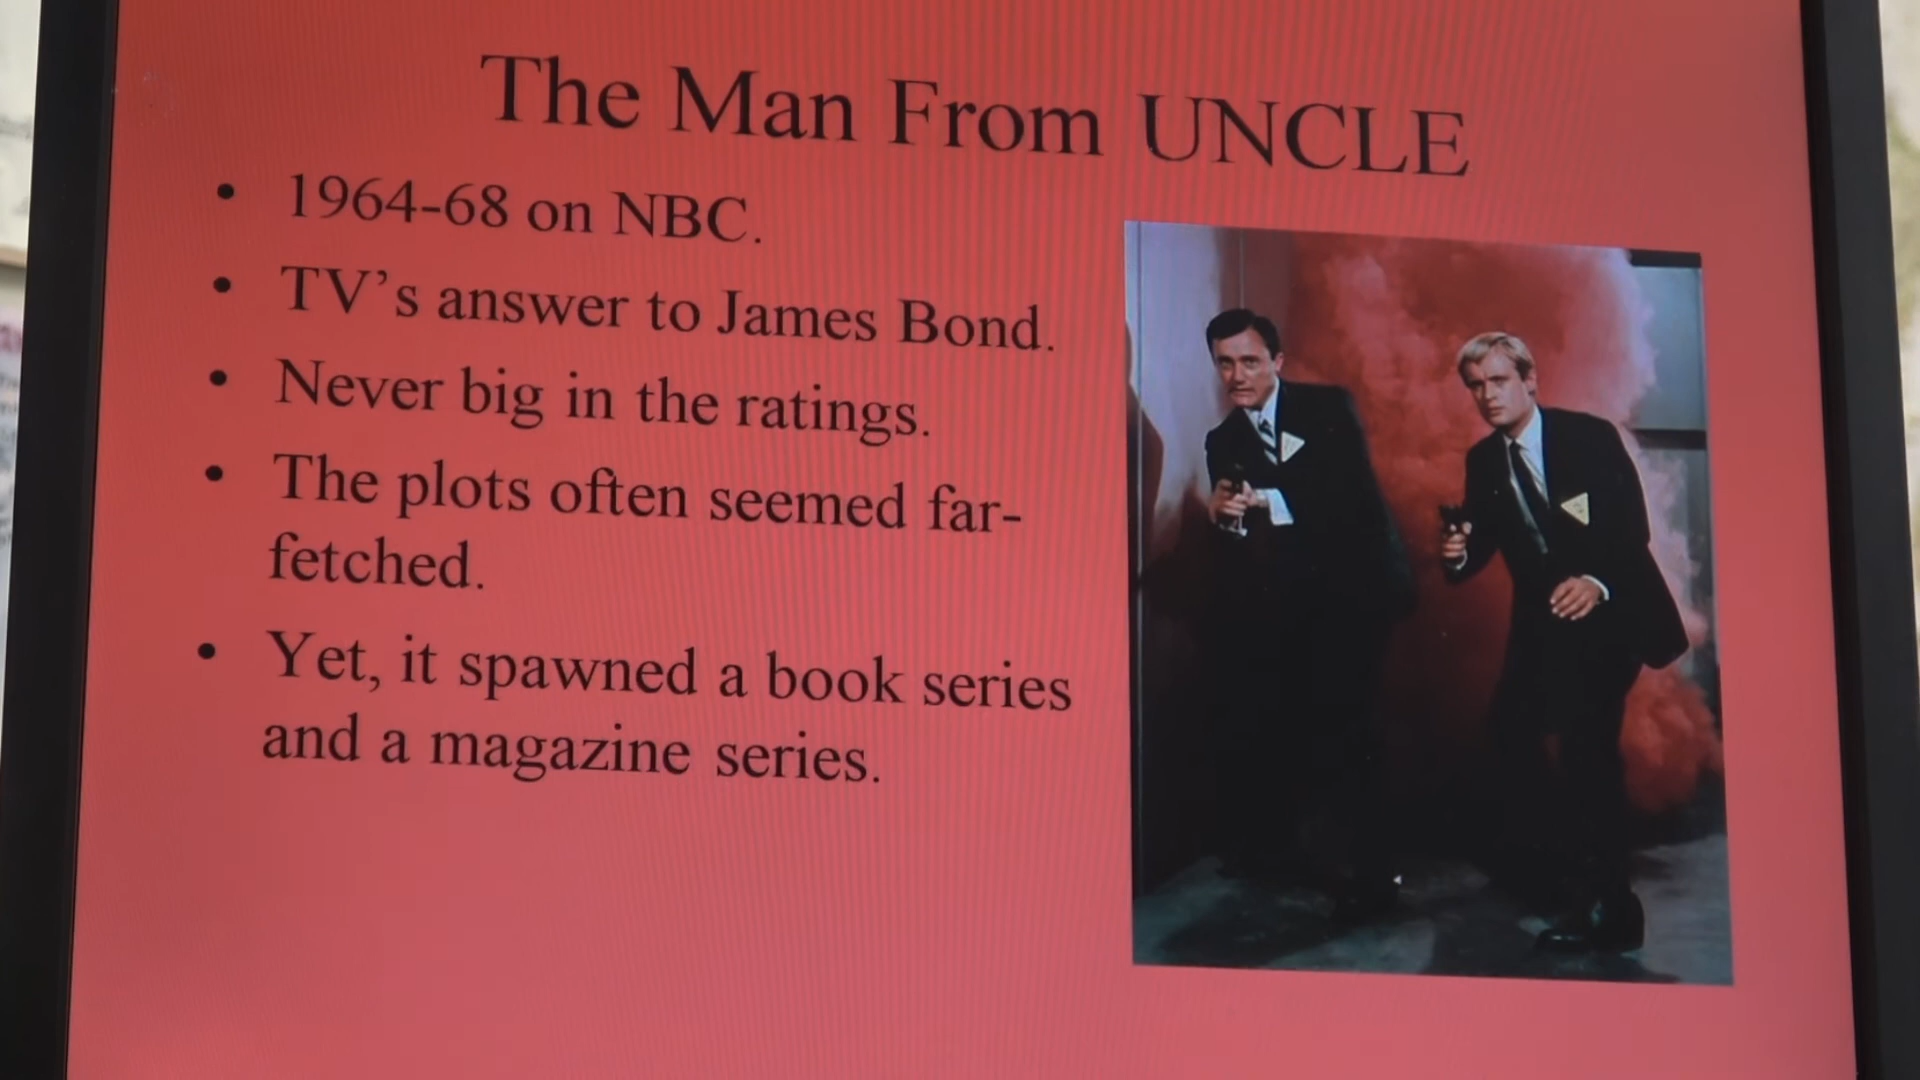 The Man From UNCLE
• 1964-68 on NBC.
• TV's answer to James Bond.
• Never big in the ratings.
• The plots often seemed far-
fetched.
• Yet, it spawned a book series
and a magazine series.